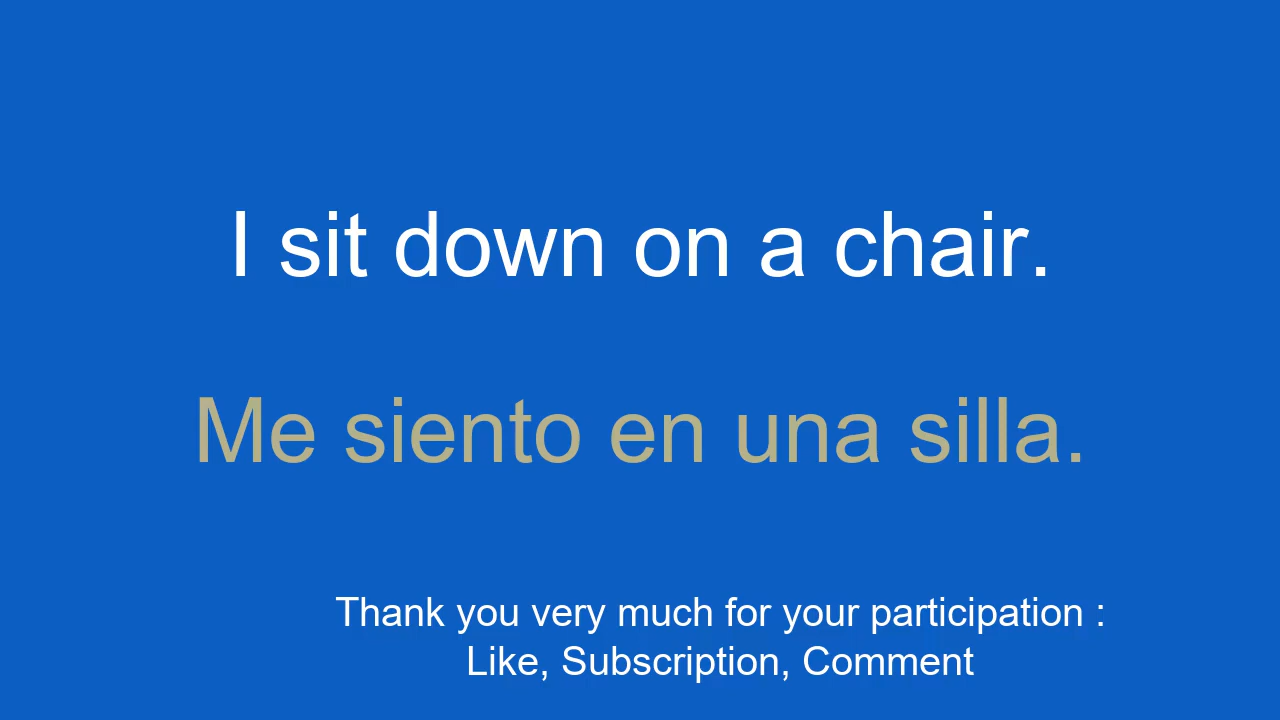 I sit down on a chair.
Me siento en una silla.
Thank you very much for your participation :
Like, Subscription, Comment